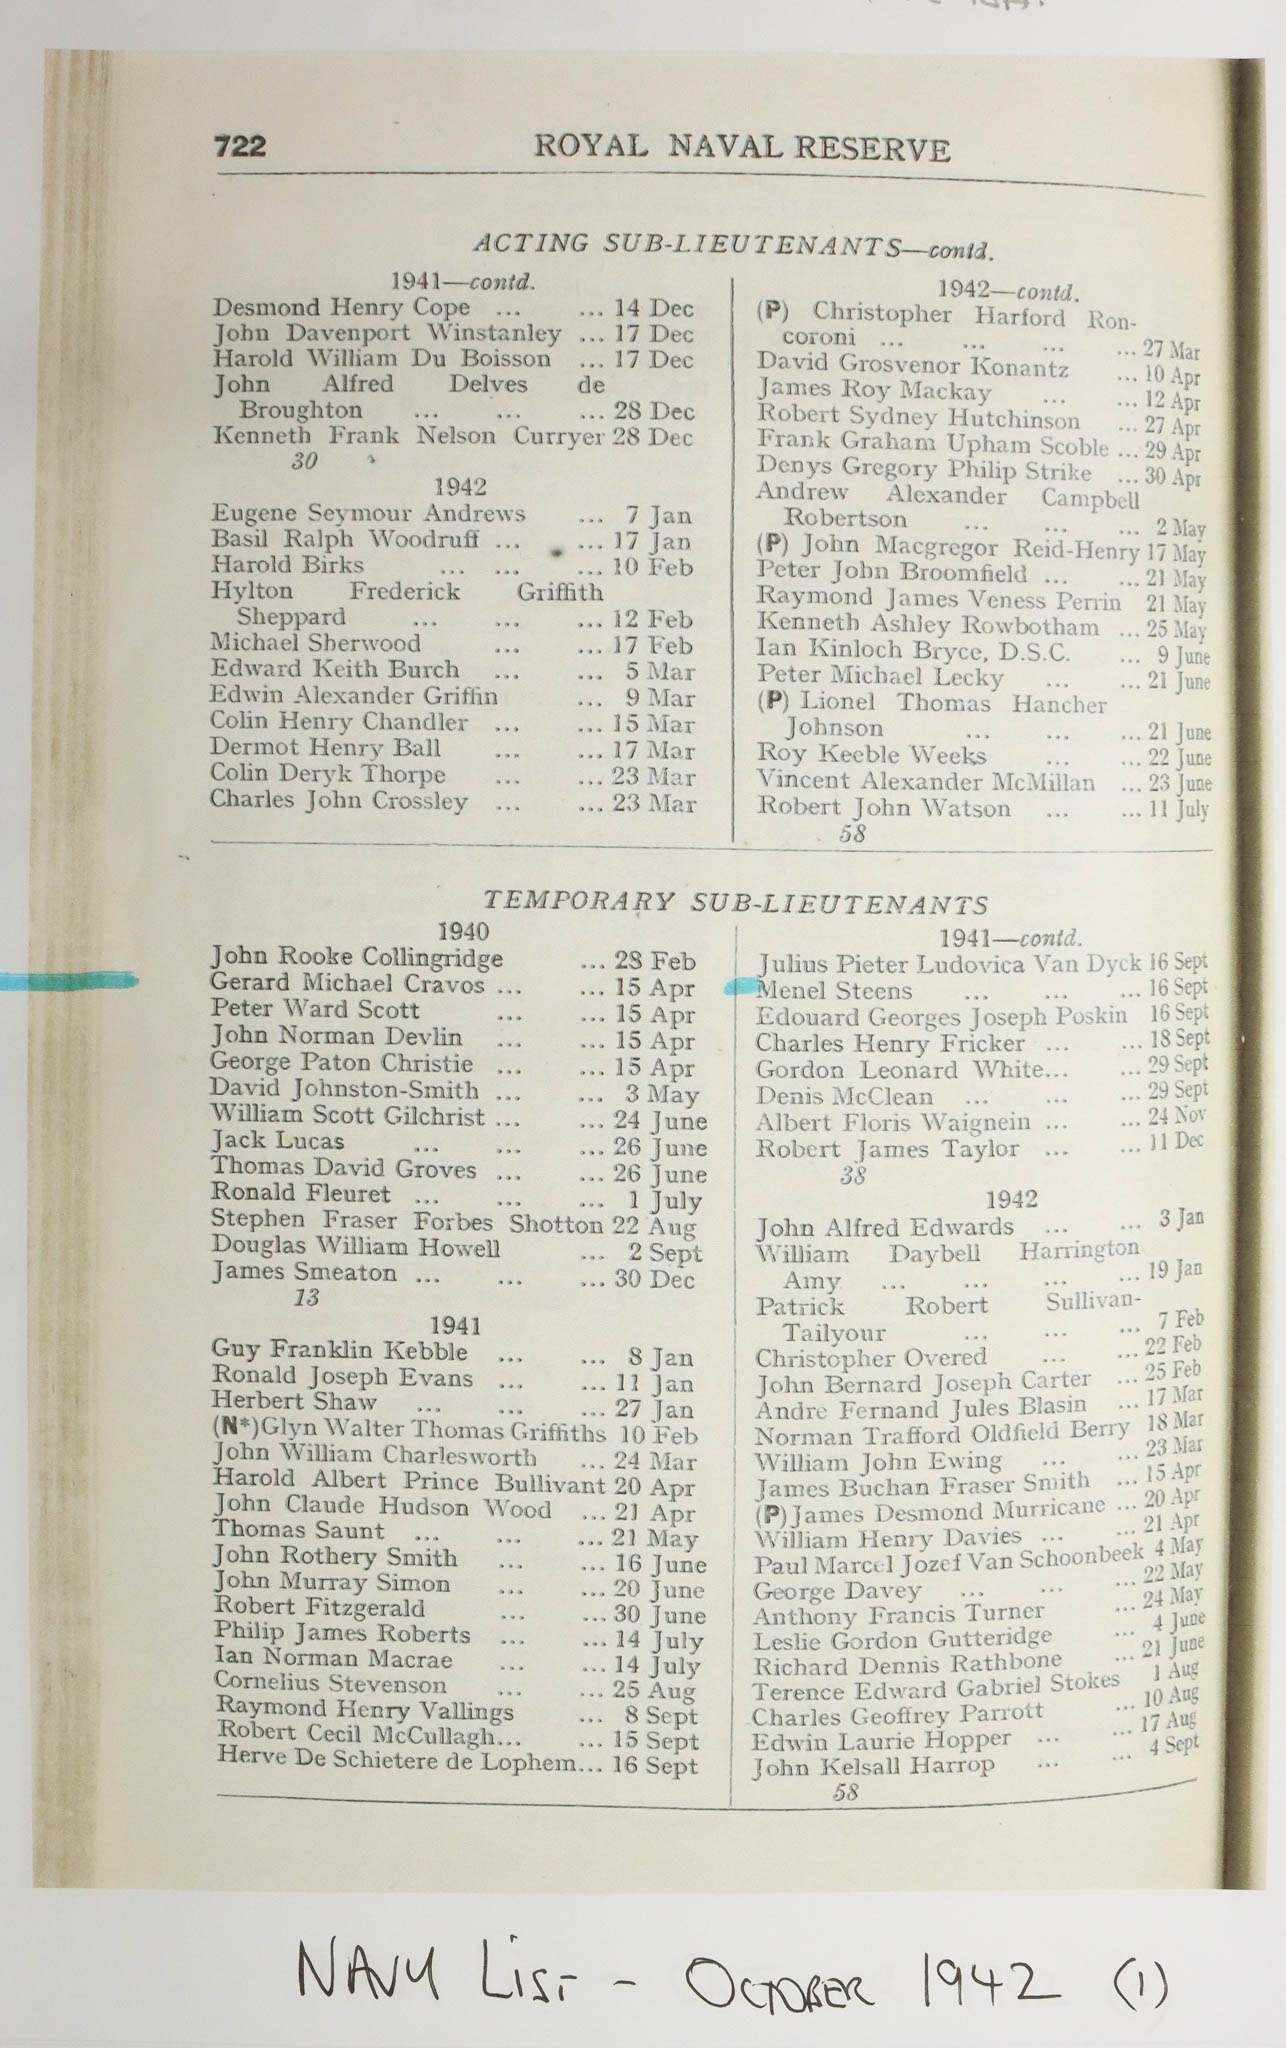 722 ROYAL NAVAL RESERVE
ACTING SUB-LIEUTENANTS—contd.
1941—contd.
Desmond Henry Cope ... ... 14 Dec
John Davenport Winstanley ... 17 Dec
Harold William Du Boisson ... 17 Dec
John Alfred Delves de
Broughton ... ... ... 28 Dec
Kenneth Frank Nelson Curryer 28 Dec
30
1942
Eugene Seymour Andrews ... 7 Jan
Basil Ralph Woodruff ... ... 17 Jan
Harold Birks ... ... ... 10 Feb
Hylton Frederick Griffith
Sheppard ... ... ... 12 Feb
Michael Sherwood ... ... 17 Feb
Edward Keith Burch ... ... 5 Mar
Edwin Alexander Griffin ... 9 Mar
Colin Henry Chandler ... ... 15 Mar
Dermot Henry Ball ... ... 17 Mar
Colin Deryk Thorpe ... ... 23 Mar
Charles John Crossley ... ... 23 Mar
1942—contd.
(P) Christopher Harford Ron-
coroni ... ... ... ... 27 Mar
David Grosvenor Konantz ... 10 Apr
James Roy Mackay ... ... 12 Apr
Robert Sydney Hutchinson ... 27 Apr
Frank Graham Upham Scoble ... 29 Apr
Denys Gregory Philip Strike ... 30 Apr
Andrew Alexander Campbell
Robertson ... ... ... 2 May
(P) John Macgregor Reid-Henry 17 May
Peter John Broomfield ... ... 21 May
Raymond James Veness Perrin 21 May
Kenneth Ashley Rowbotham ... 25 May
Ian Kinloch Bryce, D.S.C. ... 9 June
Peter Michael Lecky ... ... 21 June
(P) Lionel Thomas Hancher
Johnson ... ... ... 21 June
Roy Keeble Weeks ... ... 22 June
Vincent Alexander McMillan ... 23 June
Robert John Watson ... ... 11 July
58
TEMPORARY SUB-LIEUTENANTS
1940
John Rooke Collingridge ... 28 Feb
Gerard Michael Cravos ... ... 15 Apr
Peter Ward Scott ... ... 15 Apr
John Norman Devlin ... ... 15 Apr
George Paton Christie ... ... 15 Apr
David Johnston-Smith ... ... 3 May
William Scott Gilchrist ... ... 24 June
Jack Lucas ... ... ... 26 June
Thomas David Groves ... ... 26 June
Ronald Fleuret ... ... ... 1 July
Stephen Fraser Forbes Shotton 22 Aug
Douglas William Howell ... 2 Sept
James Smeaton ... ... ... 30 Dec
13
1941
Guy Franklin Kebble ... ... 8 Jan
Ronald Joseph Evans ... ... 11 Jan
Herbert Shaw ... ... ... 27 Jan
(N*)Glyn Walter Thomas Griffiths 10 Feb
John William Charlesworth ... 24 Mar
Harold Albert Prince Bullivant 20 Apr
John Claude Hudson Wood ... 21 Apr
Thomas Saunt ... ... ... 21 May
John Rothery Smith ... ... 16 June
John Murray Simon ... ... 20 June
Robert Fitzgerald ... ... 30 June
Philip James Roberts ... ... 14 July
Ian Norman Macrae ... ... 14 July
Cornelius Stevenson ... ... 25 Aug
Raymond Henry Vallings ... 8 Sept
Robert Cecil McCullagh... ... 15 Sept
Herve De Schietere de Lophem... 16 Sept
1941—contd.
Julius Pieter Ludovica Van Dyck 16 Sept
Menel Steens ... ... ... 16 Sept
Edouard Georges Joseph Poskin 16 Sept
Charles Henry Fricker ... ... 18 Sept
Gordon Leonard White... ... 29 Sept
Denis McClean ... ... ... 29 Sept
Albert Floris Waignein ... ... 24 Nov
Robert James Taylor ... ... 11 Dec
38
1942
John Alfred Edwards ... ... 3 Jan
William Daybell Harrington
Amy ... ... ... ... 19 Jan
Patrick Robert Sullivan-
Tailyour ... ... ... 7 Feb
Christopher Overed ... ... 22 Feb
John Bernard Joseph Carter ... 25 Feb
Andre Fernand Jules Blasin ... 17 Mar
Norman Trafford Oldfield Berry 18 Mar
William John Ewing ... ... 23 Mar
James Buchan Fraser Smith ... 15 Apr
(P)James Desmond Murricane ... 20 Apr
William Henry Davies ... ... 21 Apr
Paul Marcel Jozef Van Schoonbeek 4 May
George Davey ... ... ... 22 May
Anthony Francis Turner ... 24 May
Leslie Gordon Gutteridge ... 4 June
Richard Dennis Rathbone ... 21 June
Terence Edward Gabriel Stokes 1 Aug
Charles Geoffrey Parrott ... 10 Aug
Edwin Laurie Hopper ... ... 17 Aug
John Kelsall Harrop ... ... 4 Sept
58
NAVY LIST - OCTOBER 1942 (1)